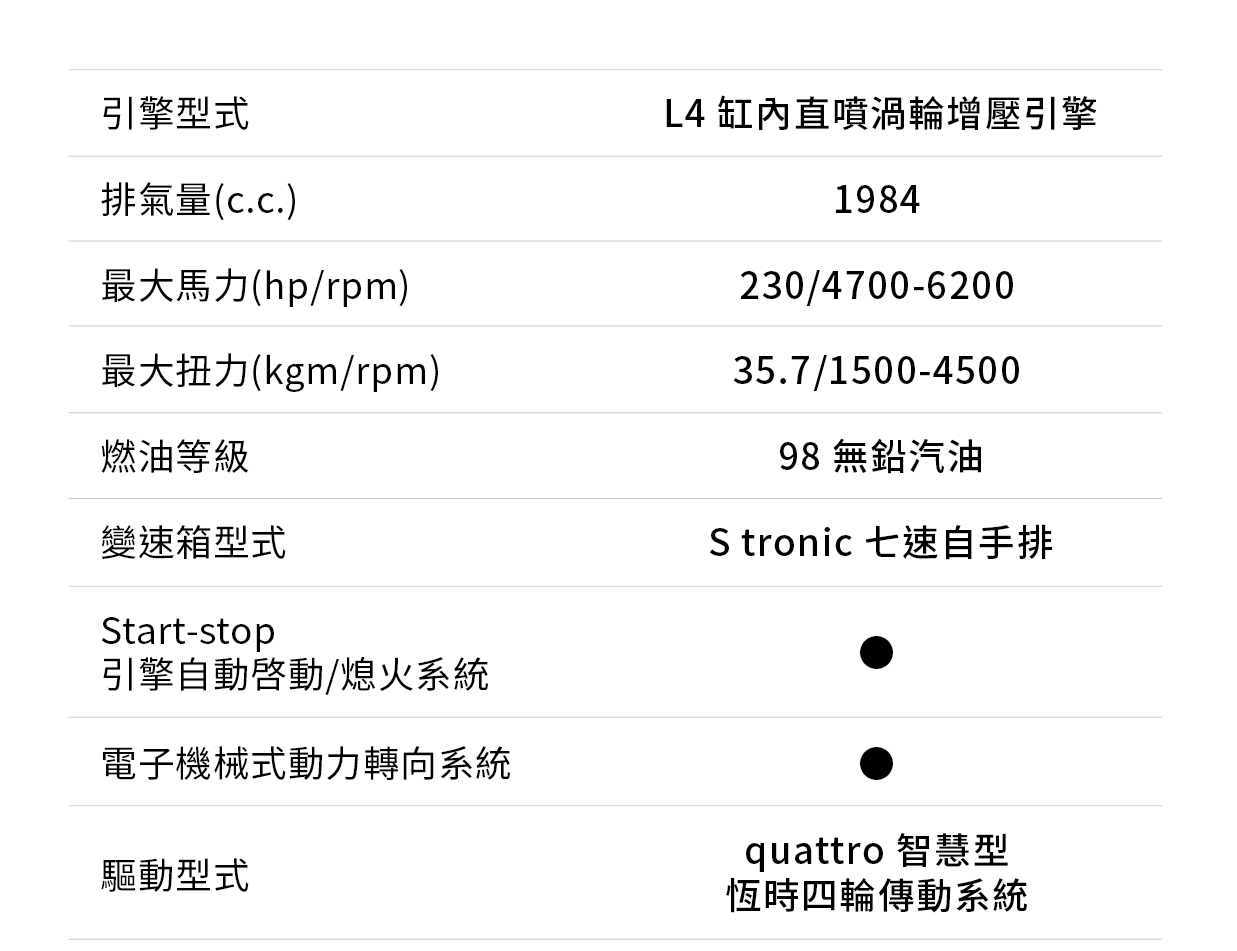 引擎型式
L4 缸內直噴渦輪增壓引擎
排氣量(c.c.)
1984
最大馬力(hp/rpm)
230/4700-6200
最大扭力(kgm/rpm)
35.7/1500-4500
燃油等級
98 無鉛汽油
變速箱型式
S tronic 七速自手排
Start-stop
引擎自動啓動/熄火系統
●
電子機械式動力轉向系統
●
驅動型式
quattro 智慧型
恆時四輪傳動系統